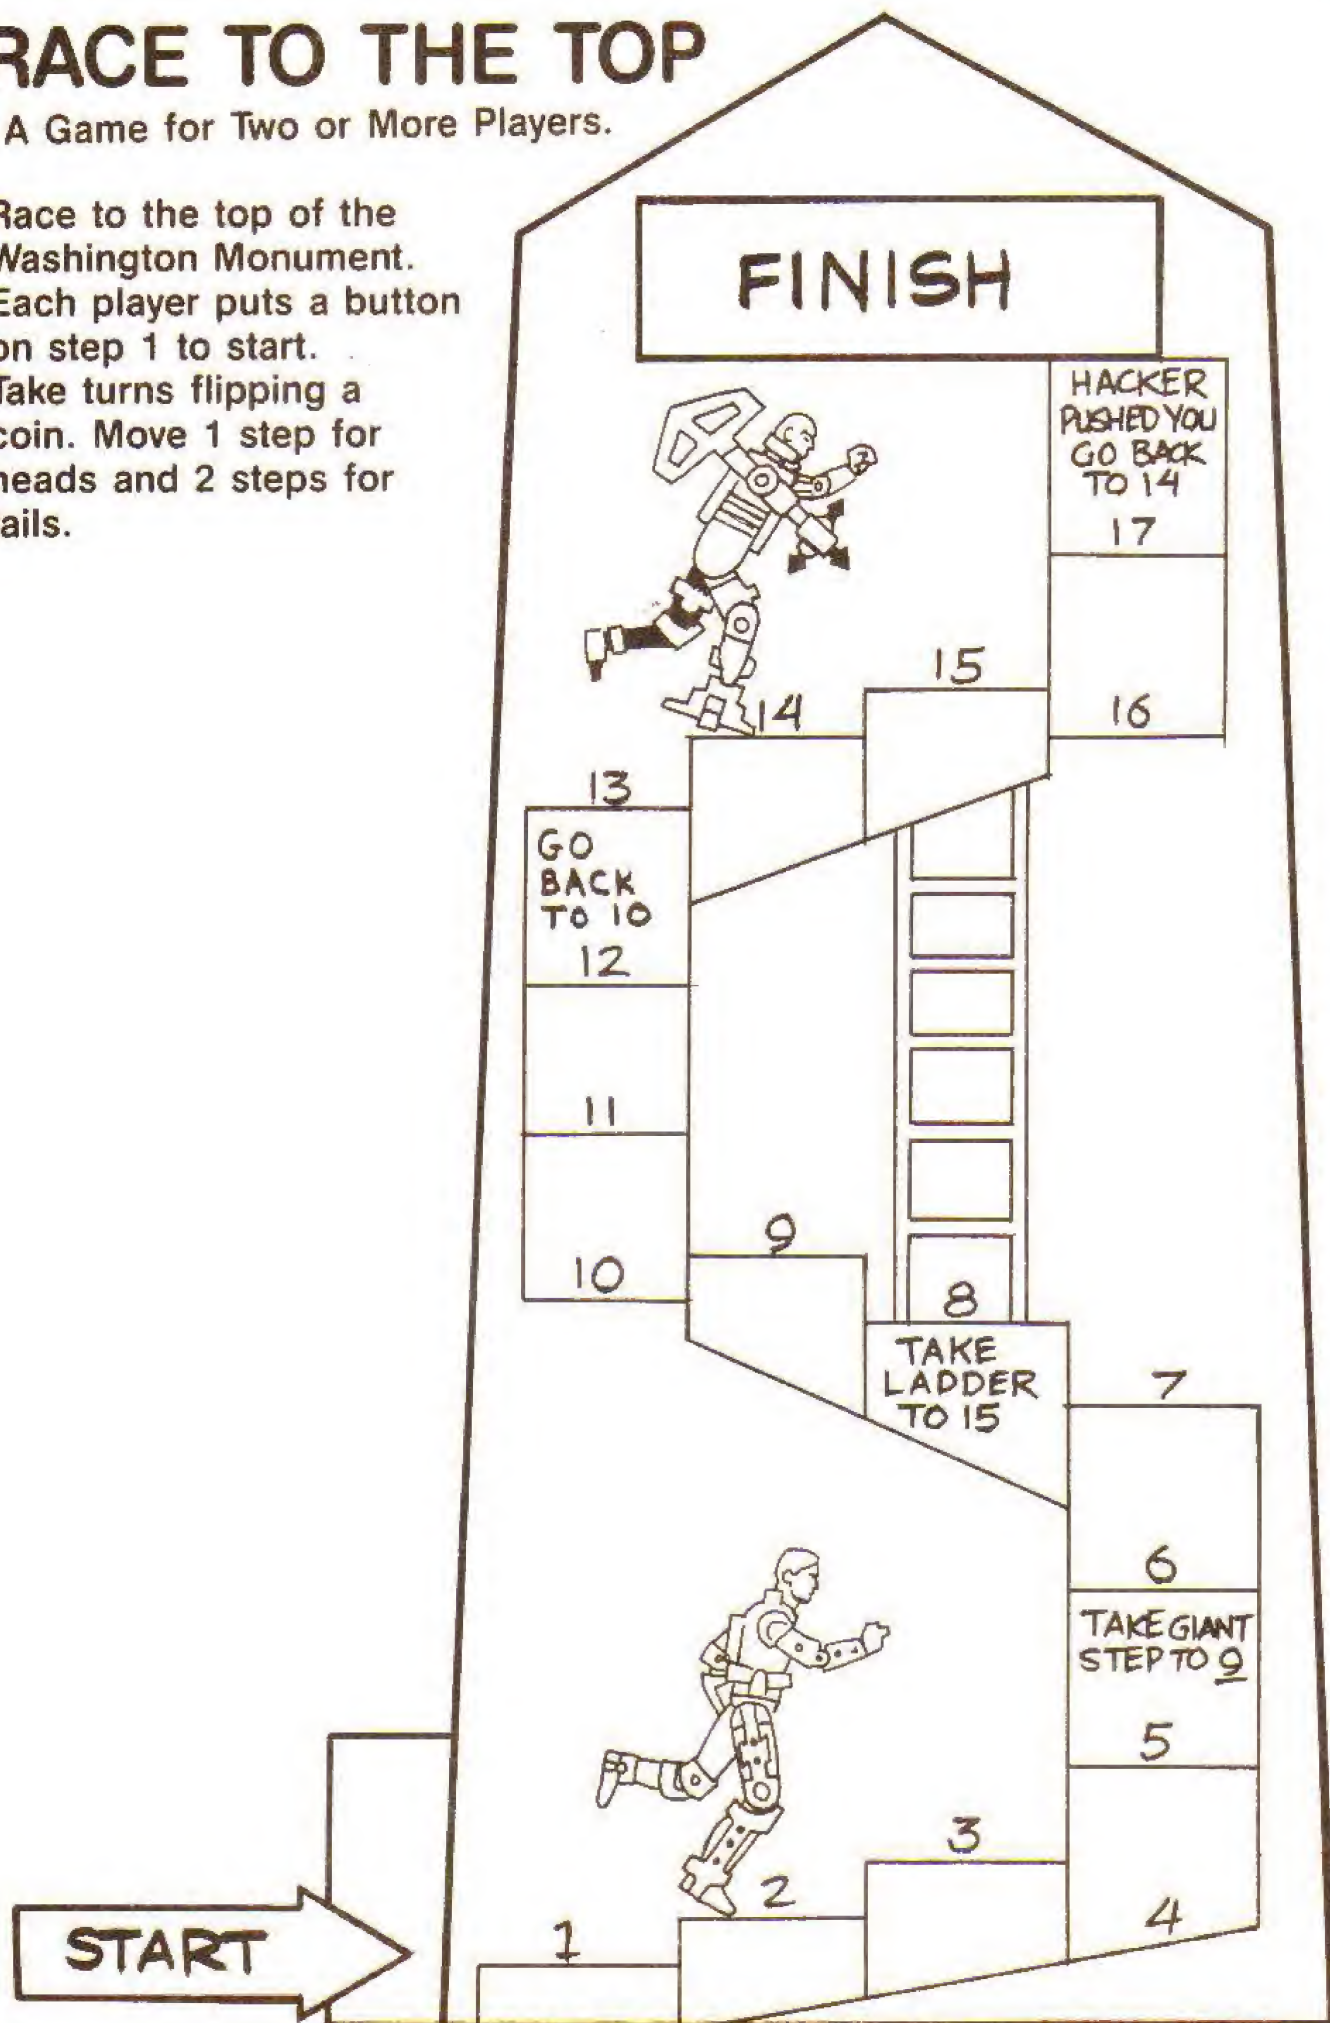 RACE TO THE TOP
A Game for Two or More Players.
Race to the top of the
Washington Monument.
Each player puts a button
on step 1 to start.
Take turns flipping a
coin. Move 1 step for
heads and 2 steps for
tails.
FINISH
HACKER
PUSHED YOU
GO BACK
TO 14
17
16
15
14
13
GO
BACK
TO 10
12
11
10
9
8
TAKE
LADDER
TO 15
7
6
TAKE GIANT
STEP TO 9
5
4
3
2
1
START